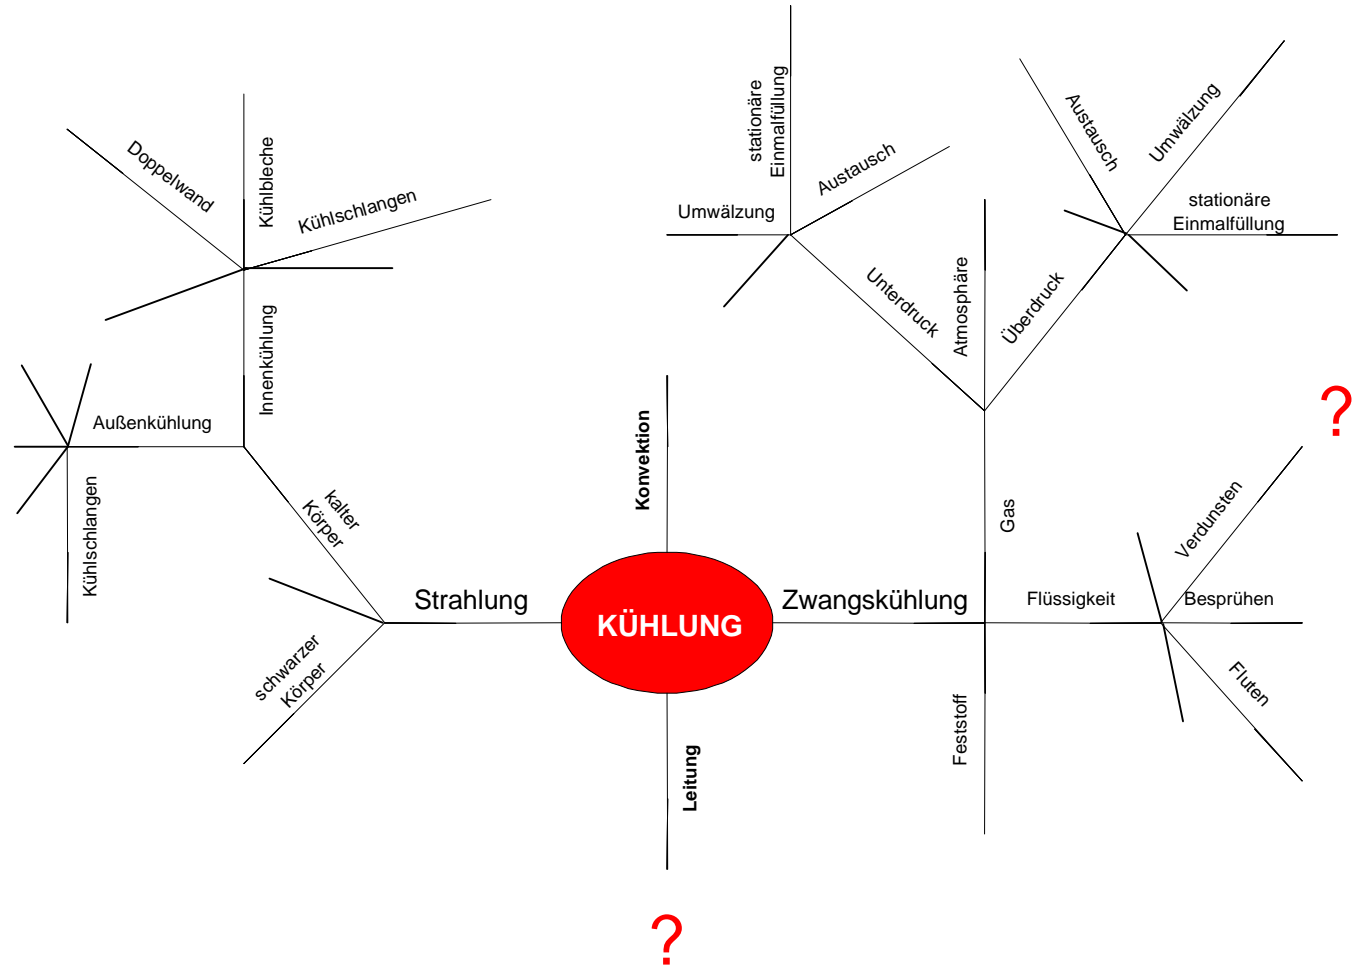 stationäre
Einmalfüllung
Austausch
Umwälzung
Austausch
Umwälzung
stationäre
Einmalfüllung
Doppelwand
Kühlbleche
Kühlschlangen
Unterdruck
Atmosphäre
Überdruck
Innenkühlung
Außenkühlung
Kühlschlangen
kalter
Körper
Konvektion
Gas
?
Verdunsten
Strahlung
KÜHLUNG
Zwangskühlung
Flüssigkeit
Besprühen
schwarzer
Körper
Fluten
Feststoff
Leitung
?